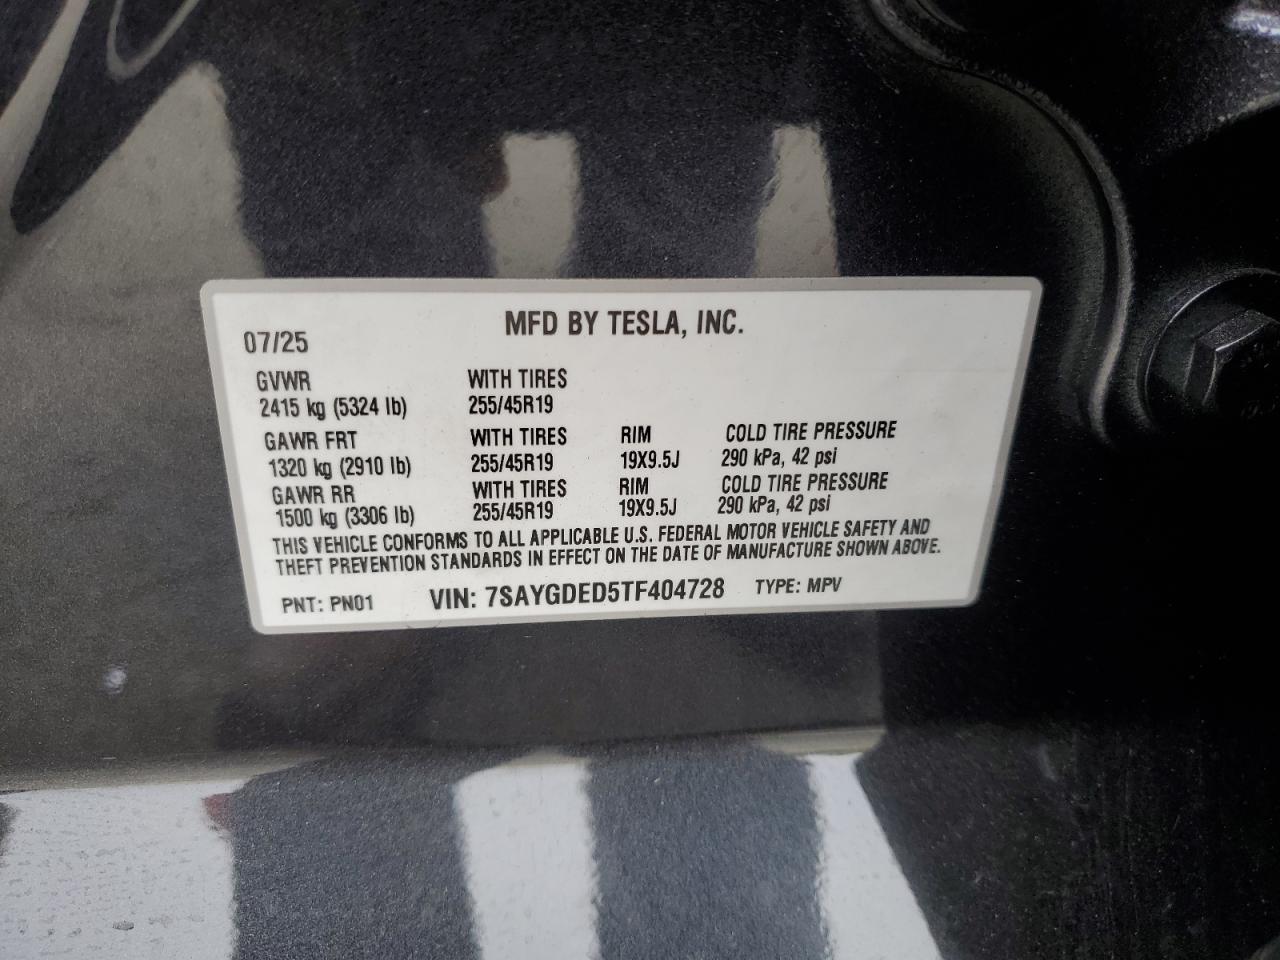 MFD BY TESLA, INC.
07/25
GVWR WITH TIRES
2415 kg (5324 lb) 255/45R19
GAWR FRT WITH TIRES RIM COLD TIRE PRESSURE
1320 kg (2910 lb) 255/45R19 19X9.5J 290 kPa, 42 psi
GAWR RR WITH TIRES RIM COLD TIRE PRESSURE
1500 kg (3306 lb) 255/45R19 19X9.5J 290 kPa, 42 psi
THIS VEHICLE CONFORMS TO ALL APPLICABLE U.S. FEDERAL MOTOR VEHICLE SAFETY AND
THEFT PREVENTION STANDARDS IN EFFECT ON THE DATE OF MANUFACTURE SHOWN ABOVE.
PNT: PN01 VIN: 7SAYGDED5TF404728 TYPE: MPV